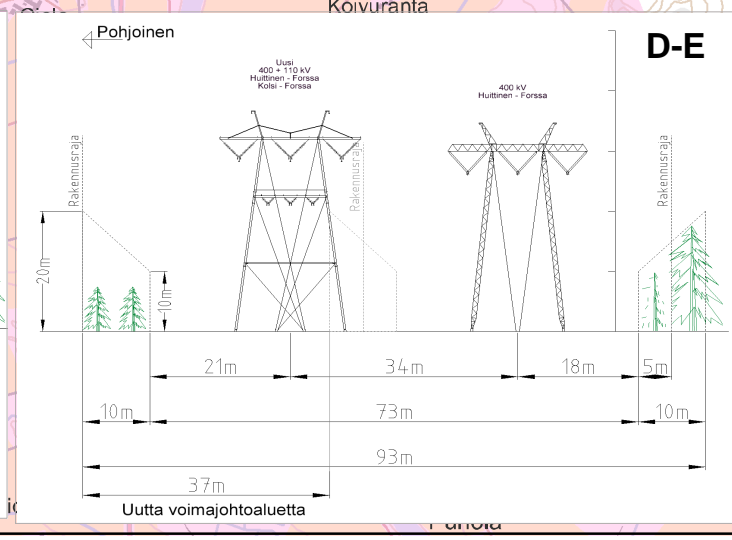 Koivuranta
Pohjoinen
D-E
Uusi
400 + 110 kV
Huittinen - Forssa
Kolsi - Forssa
400 kV
Huittinen - Forssa
Rakennusraja
Rakennusraja
Rakennusraja
20m
10m
21m
34m
18m
5m
10m
73m
10m
93m
37m
Uutta voimajohtoaluetta